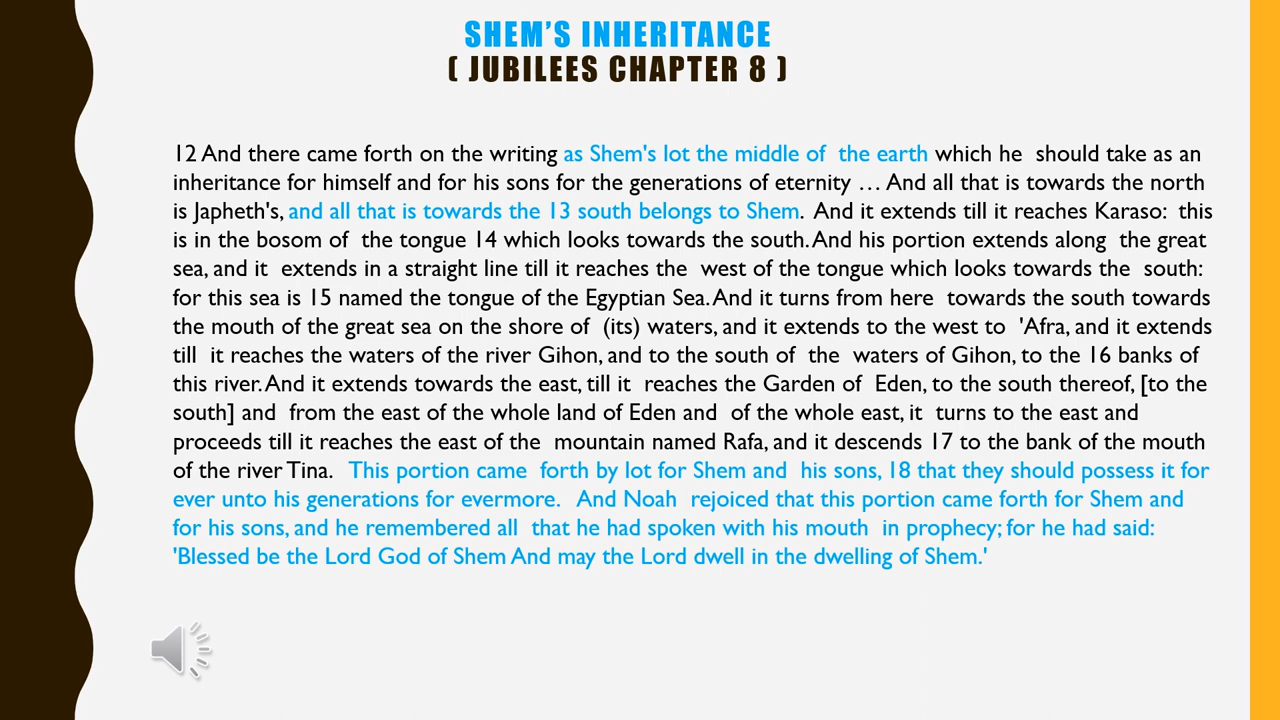 SHEM'S INHERITANCE
( JUBILEES CHAPTER 8 )
12 And there came forth on the writing as Shem's lot the middle of the earth which he should take as an
inheritance for himself and for his sons for the generations of eternity … And all that is towards the north
is Japheth's, and all that is towards the 13 south belongs to Shem. And it extends till it reaches Karaso: this
is in the bosom of the tongue 14 which looks towards the south. And his portion extends along the great
sea, and it extends in a straight line till it reaches the west of the tongue which looks towards the south:
for this sea is 15 named the tongue of the Egyptian Sea. And it turns from here towards the south towards
the mouth of the great sea on the shore of (its) waters, and it extends to the west to 'Afra, and it extends
till it reaches the waters of the river Gihon, and to the south of the waters of Gihon, to the 16 banks of
this river. And it extends towards the east, till it reaches the Garden of Eden, to the south thereof, [to the
south] and from the east of the whole land of Eden and of the whole east, it turns to the east and
proceeds till it reaches the east of the mountain named Rafa, and it descends 17 to the bank of the mouth
of the river Tina. This portion came forth by lot for Shem and his sons, 18 that they should possess it for
ever unto his generations for evermore. And Noah rejoiced that this portion came forth for Shem and
for his sons, and he remembered all that he had spoken with his mouth in prophecy; for he had said:
'Blessed be the Lord God of Shem And may the Lord dwell in the dwelling of Shem.'